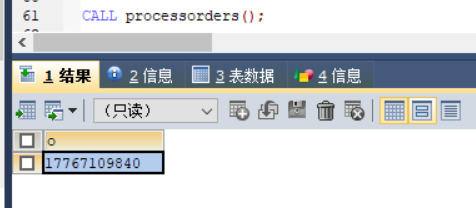 61 CALL processorders();
1 结果 2 信息 3 表数据 4 信息
（只读）
o
17767109840